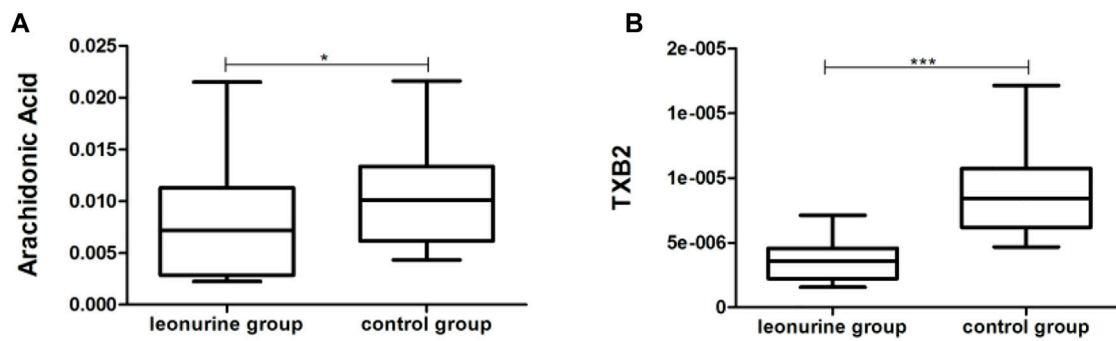 A
Arachidonic Acid
0.025
0.020
0.015
0.010
0.005
0.000
*
leonurine group
control group
B
TXB2
2e-005
1e-005
1e-005
5e-006
0
***
leonurine group
control group